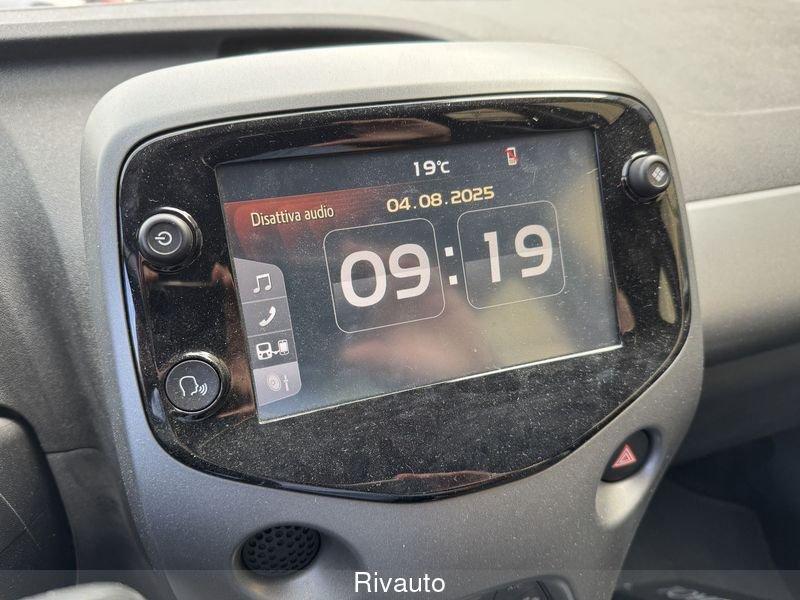 19°C
04.08.2025
Disattiva audio
09:19
Rivauto